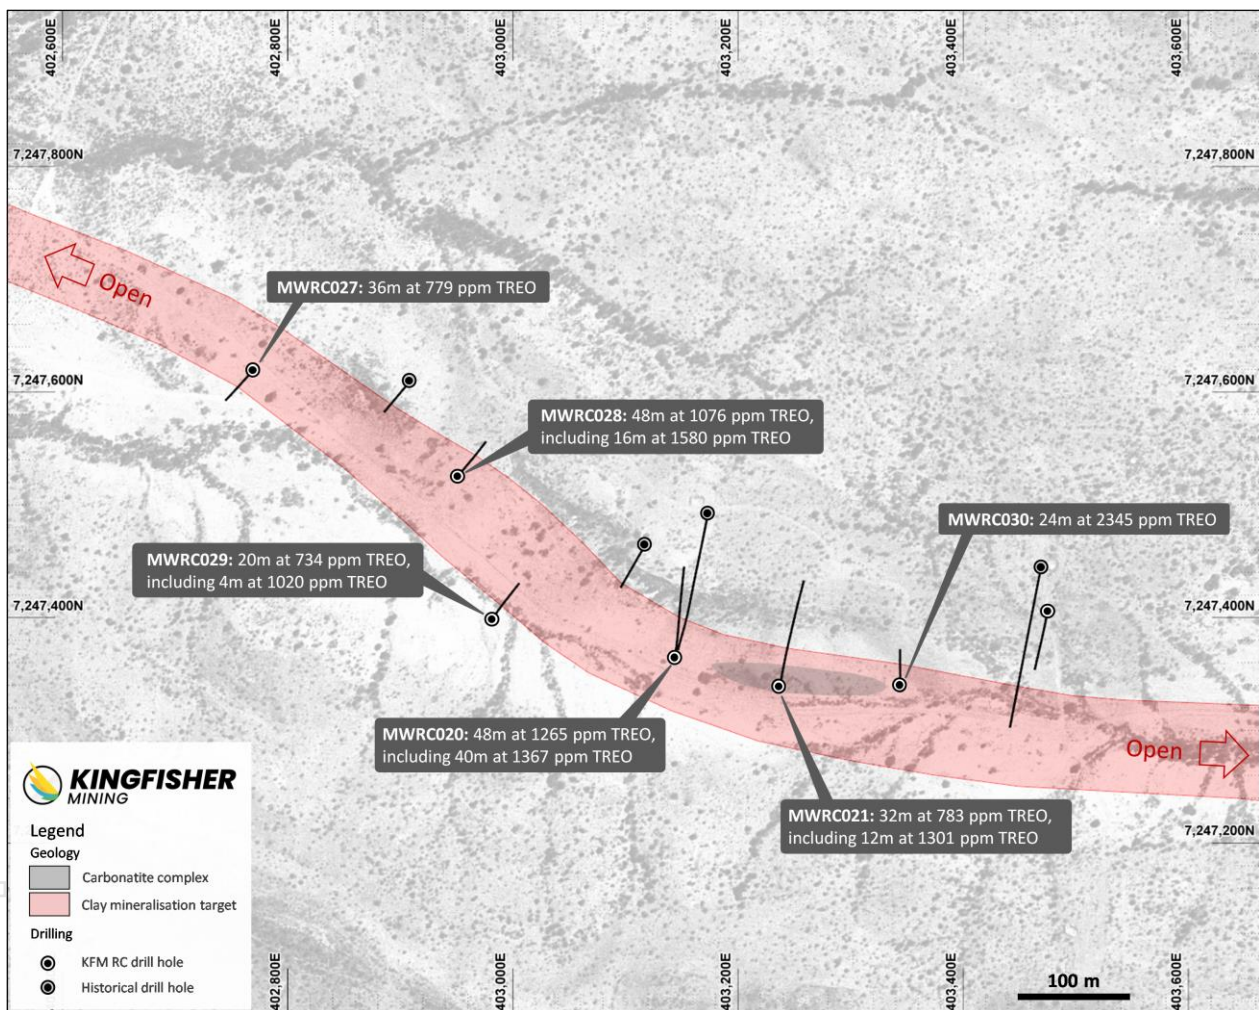 402,600E
402,800E
403,000E
403,200E
403,400E
403,600E
7,247,800N
7,247,800N
Open
MWRC027: 36m at 779 ppm TREO
7,247,600N
7,247,600N
MWRC028: 48m at 1076 ppm TREO,
including 16m at 1580 ppm TREO
MWRC030: 24m at 2345 ppm TREO
MWRC029: 20m at 734 ppm TREO,
including 4m at 1020 ppm TREO
7,247,400N
7,247,400N
MWRC020: 48m at 1265 ppm TREO,
including 40m at 1367 ppm TREO
Open
MWRC021: 32m at 783 ppm TREO,
including 12m at 1301 ppm TREO
7,247,200N
KINGFISHER
MINING
Legend
Geology
Carbonatite complex
Clay mineralisation target
Drilling
KFM RC drill hole
Historical drill hole
402,800E
403,000E
403,200E
403,400E
403,600E
100 m